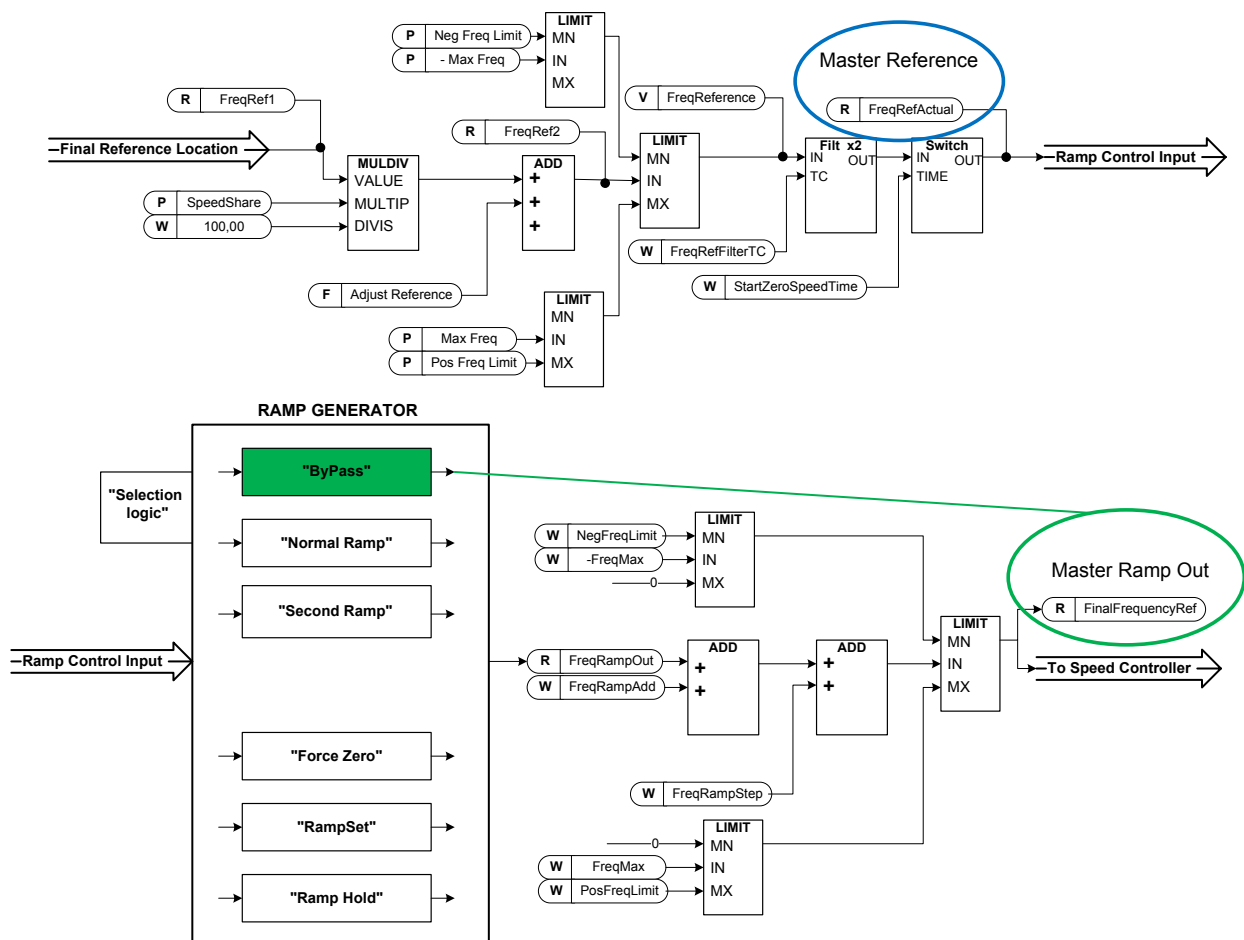 LIMIT
P Neg Freq Limit MN
P - Max Freq IN
MX
Master Reference
R FreqRef1
V FreqReference
R FreqRefActual
R FreqRef2
Final Reference Location
MULDIV
VALUE
P SpeedShare MULTIP
W 100,00 DIVIS
ADD
+
+
+
LIMIT
MN
IN
MX
Filt x2
IN OUT
TC
Switch
IN OUT
TIME
Ramp Control Input
W FreqRefFilterTC
W StartZeroSpeedTime
F Adjust Reference
LIMIT
MN
P Max Freq IN
P Pos Freq Limit MX
RAMP GENERATOR
"ByPass"
"Selection
logic"
"Normal Ramp"
"Second Ramp"
LIMIT
W NegFreqLimit MN
W -FreqMax IN
0 MX
Master Ramp Out
R FinalFrequencyRef
LIMIT
MN
IN
MX
To Speed Controller
Ramp Control Input
R FreqRampOut
W FreqRampAdd
ADD
+
+
ADD
+
+
"Force Zero"
W FreqRampStep
"RampSet"
LIMIT
0 MN
W FreqMax IN
W PosFreqLimit MX
"Ramp Hold"